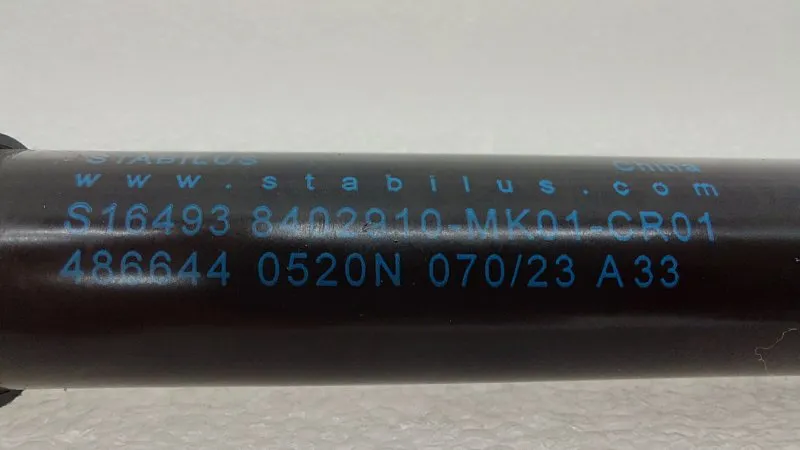 STABILUS China
www.stabilus.com
S16493 8402910-MK01-CR01
486644 0520N 070/23 A33